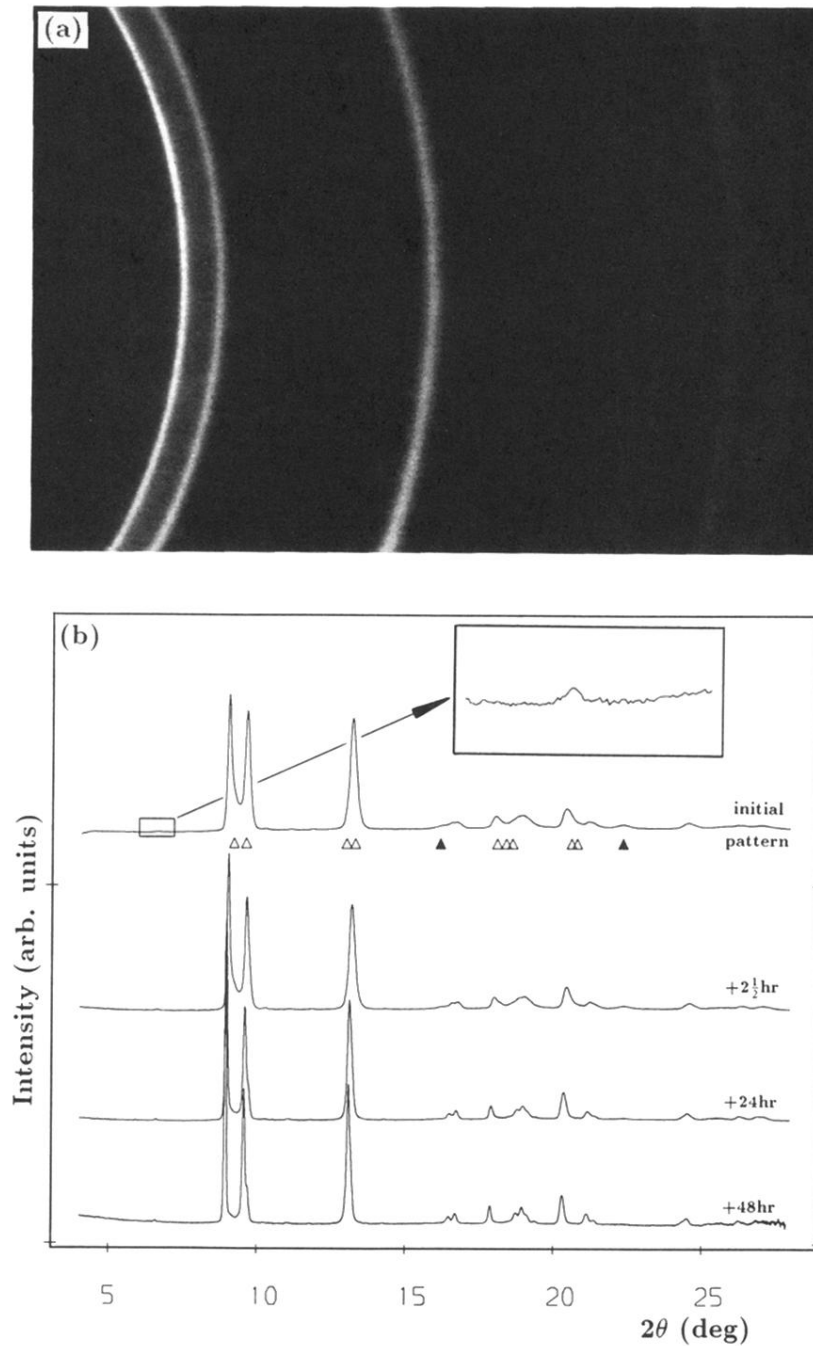 (a)
(b)
initial
pattern
+2½hr
+24hr
+48hr
Intensity (arb. units)
5 10 15 20 25
2θ (deg)